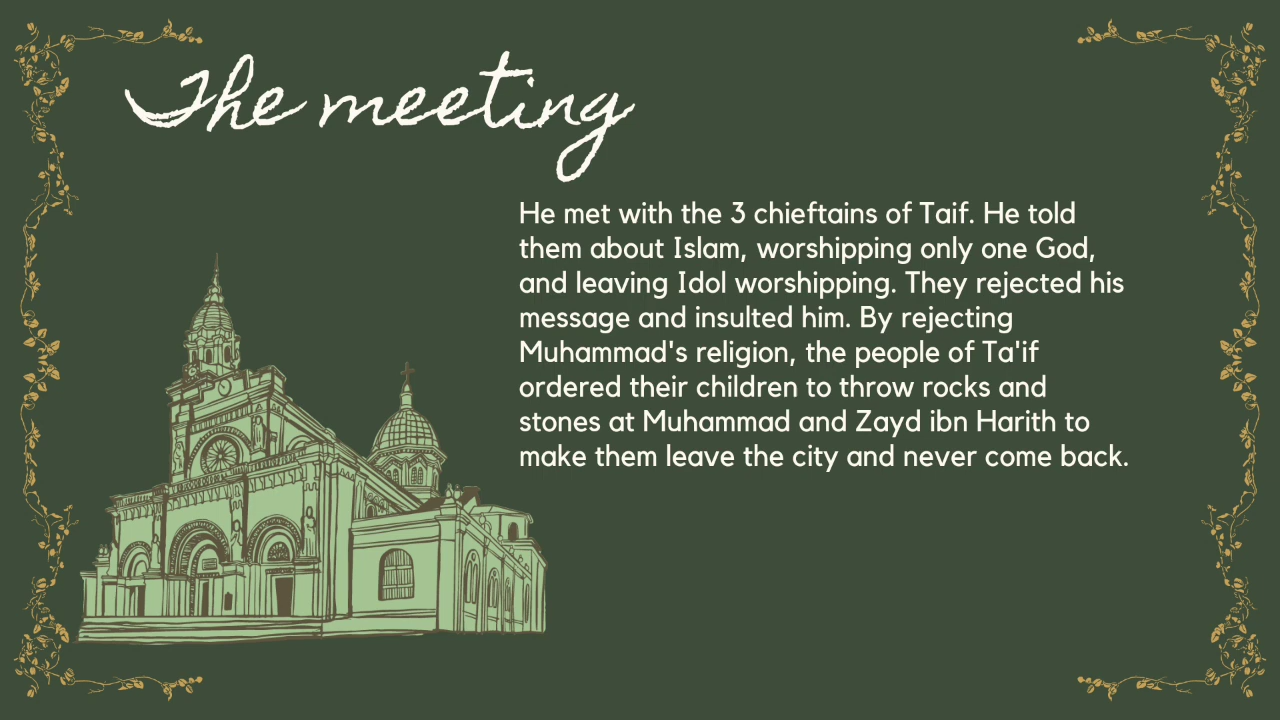 The meeting
He met with the 3 chieftains of Taif. He told
them about Islam, worshipping only one God,
and leaving Idol worshipping. They rejected his
message and insulted him. By rejecting
Muhammad's religion, the people of Ta'if
ordered their children to throw rocks and
stones at Muhammad and Zayd ibn Harith to
make them leave the city and never come back.